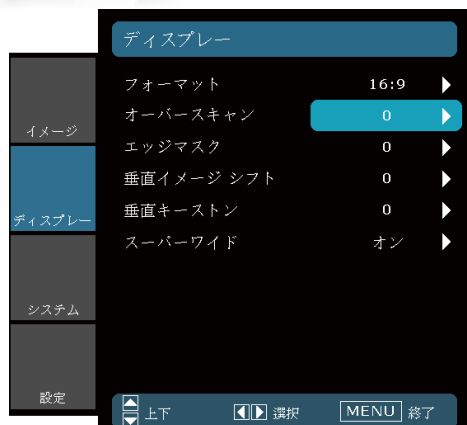 ディスプレー
イメージ
ディスプレー
システム
設定
フォーマット 16:9
オーバースキャン 0
エッジマスク 0
垂直イメージ シフト 0
垂直キーストン 0
スーパーワイド オン
上下 選択 MENU 終了